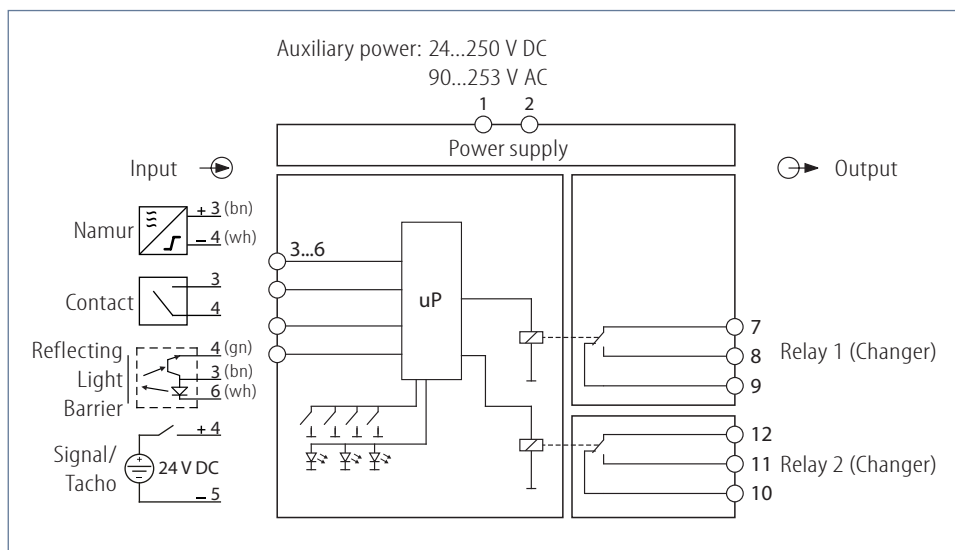 Auxiliary power: 24...250 V DC
90...253 V AC
1 2
Power supply
Input
Output
Namur
+ 3 (bn)
– 4 (wh)
Contact
3
4
Reflecting
Light
Barrier
4 (gn)
3 (bn)
6 (wh)
Signal/
Tacho
+ 4
24 V DC
– 5
3...6
uP
7
8
9
Relay 1 (Changer)
12
11
10
Relay 2 (Changer)